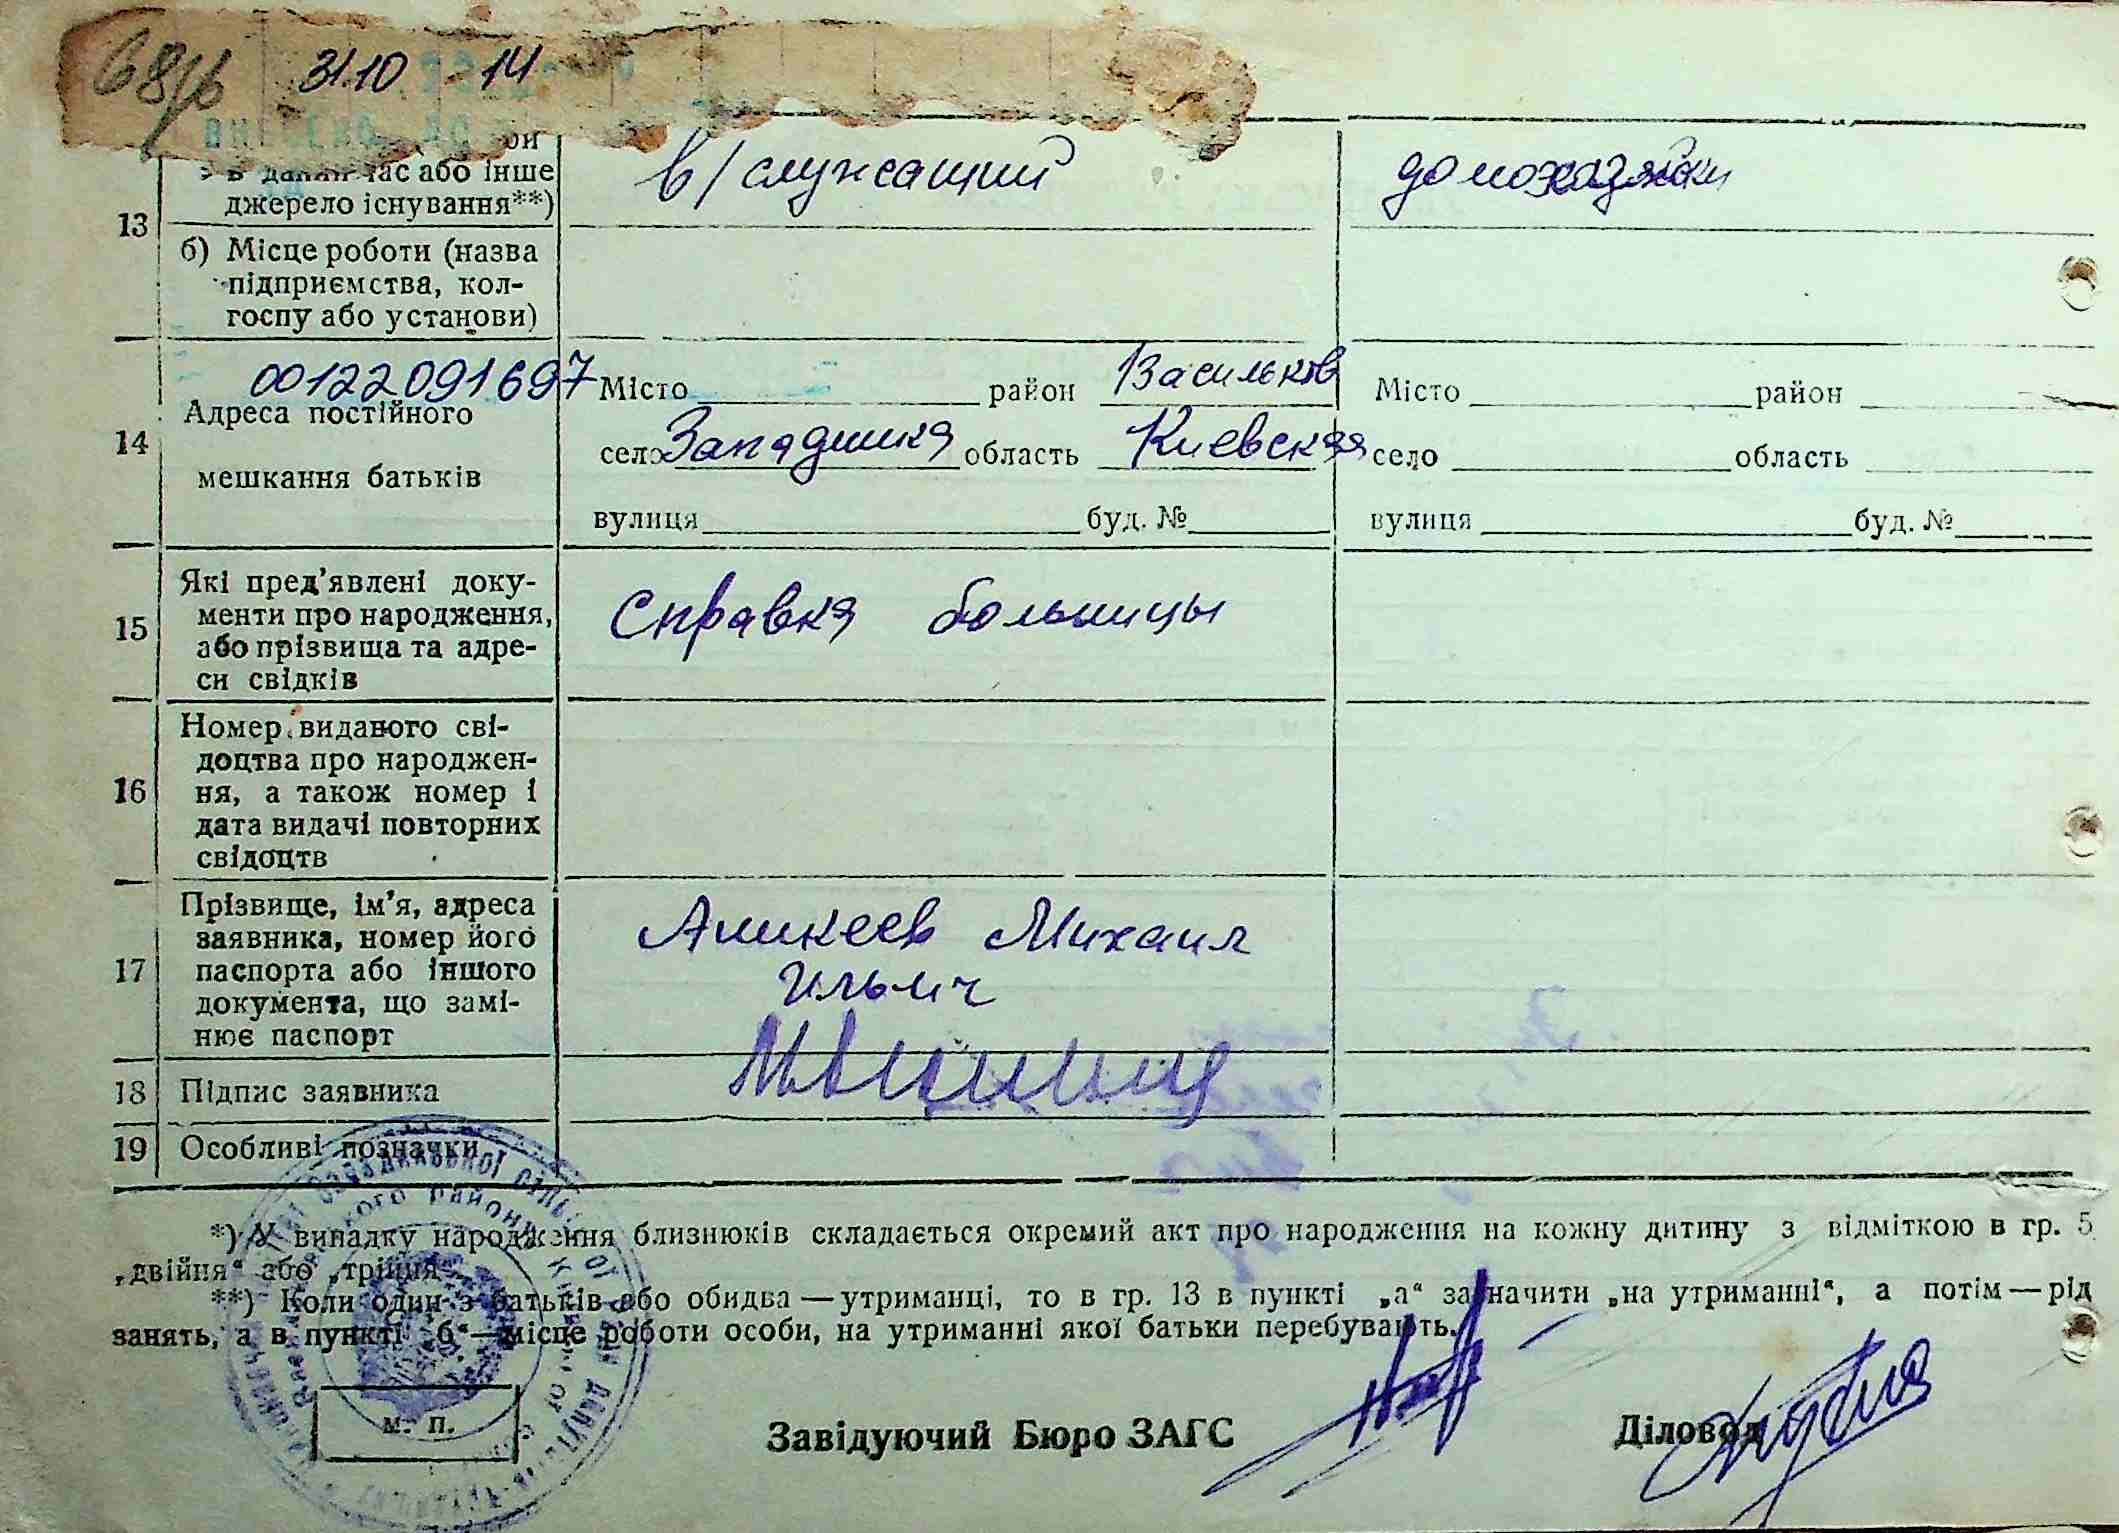 31.10 - 14
час або інше
джерело існування**)
в/служащий
домохазяйки
13
б) Місце роботи (назва
підприємства, кол-
госпу або установи)
00122091697
14
Адреса постійного
мешкання батьків
Місто район Васильков
село Западинка область Киевская
вулиця буд. №
Місто район
село область
вулиця буд. №
15
Які пред'явлені доку-
менти про народження,
або прізвища та адре-
си свідків
Справка больницы
16
Номер виданого сві-
доцтва про народжен-
ня, а також номер і
дата видачі повторних
свідоцтв
17
Прізвище, ім'я, адреса
заявника, номер його
паспорта або іншого
документа, що замі-
нює паспорт
Аникеев Михаил
Ильич
18 Підпис заявника
19 Особливі позначки
*) У випадку народження близнюків складається окремий акт про народження на кожну дитину з відміткою в гр. 5
„двійня“ або „трійня“
**) Коли один з батьків або обидва — утриманці, то в гр. 13 в пункті „а“ зазначити „на утриманні“, а потім — рід
занять, а в пункті „б“ — місце роботи особи, на утриманні якої батьки перебувають.
м. п.
Завідуючий Бюро ЗАГС
Діловод